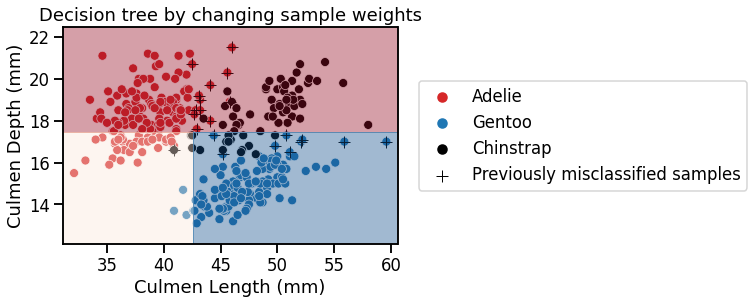 Decision tree by changing sample weights
22
20
18
16
14
Culmen Depth (mm)
35
40
45
50
55
60
Culmen Length (mm)
Adelie
Gentoo
Chinstrap
Previously misclassified samples